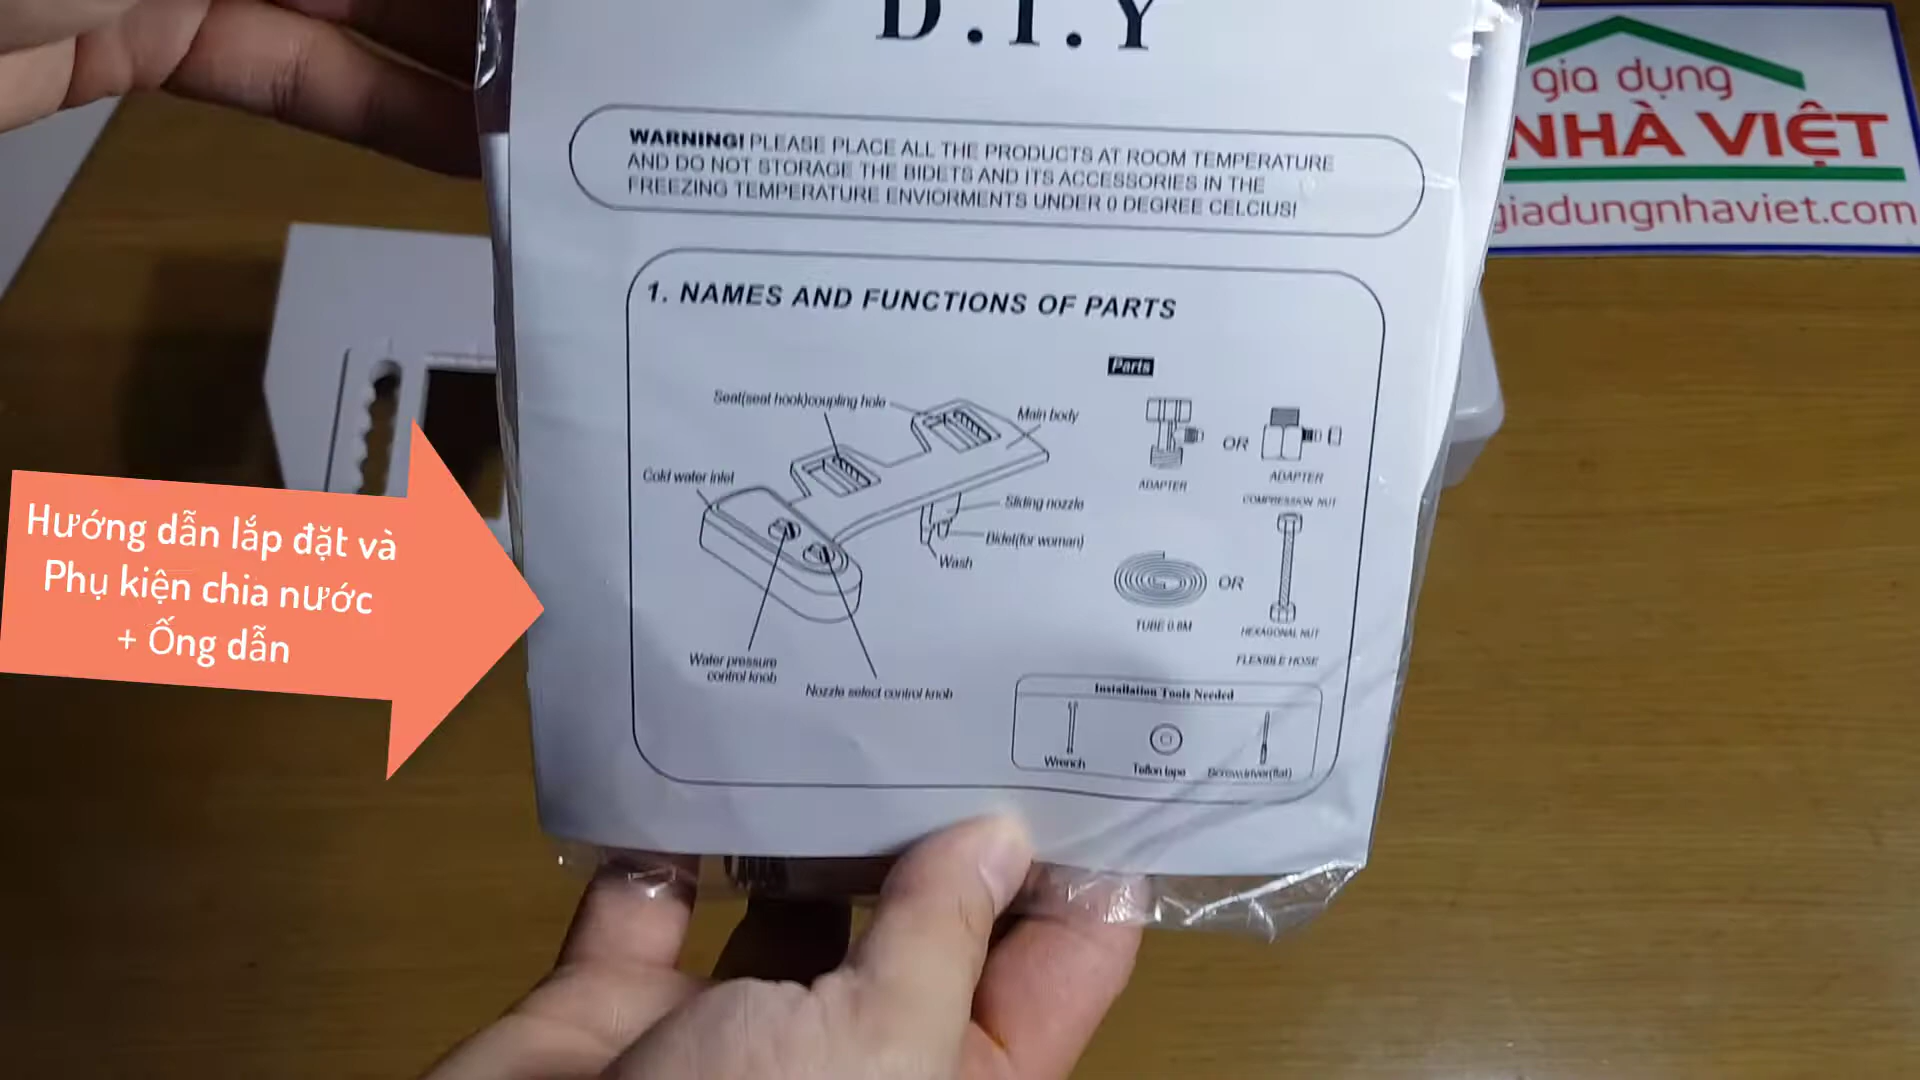 D.I.Y
WARNING! PLEASE PLACE ALL THE PRODUCTS AT ROOM TEMPERATURE
AND DO NOT STORAGE THE BIDETS AND ITS ACCESSORIES IN THE
FREEZING TEMPERATURE ENVIORMENTS UNDER 0 DEGREE CELCIUS!
1. NAMES AND FUNCTIONS OF PARTS
Parts
Seat(seat hook)coupling hole
Main body
Cold water inlet
Sliding nozzle
Bidet(for woman)
Wash
Water pressure
control knob
Nozzle select control knob
OR
ADAPTER
ADAPTER
COMPRESSION NUT
OR
TUBE 0.8M
HEXAGONAL NUT
FLEXIBLE HOSE
Installation Tools Needed
Wrench
Teflon tape
Screwdriver(flat)
Hướng dẫn lắp đặt và
Phụ kiện chia nước
+ Ống dẫn
gia dụng
NHÀ VIỆT
giadungnhaviet.com